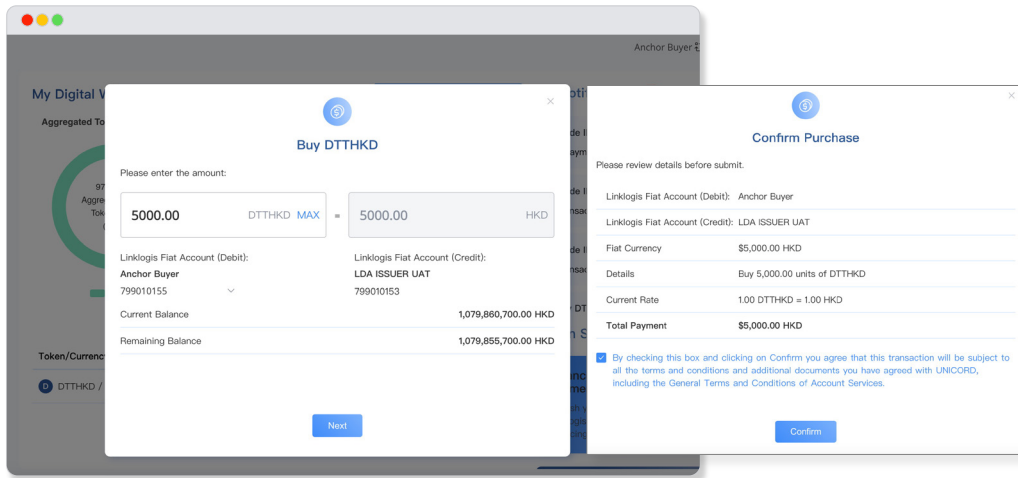 Anchor Buyer
My Digital
Aggregated To
Token/Currenc
D DTTHKD /
Buy DTTHKD
Please enter the amount:
5000.00 DTTHKD MAX = 5000.00 HKD
Linklogis Fiat Account (Debit): Linklogis Fiat Account (Credit):
Anchor Buyer LDA ISSUER UAT
799010155 799010153
Current Balance 1,079,860,700.00 HKD
Remaining Balance 1,079,855,700.00 HKD
Next
Confirm Purchase
Please review details before submit.
Linklogis Fiat Account (Debit): Anchor Buyer
Linklogis Fiat Account (Credit): LDA ISSUER UAT
Fiat Currency $5,000.00 HKD
Details Buy 5,000.00 units of DTTHKD
Current Rate 1.00 DTTHKD = 1.00 HKD
Total Payment $5,000.00 HKD
By checking this box and clicking on Confirm you agree that this transaction will be subject to
all the terms and conditions and additional documents you have agreed with UNICORD,
including the General Terms and Conditions of Account Services.
Confirm